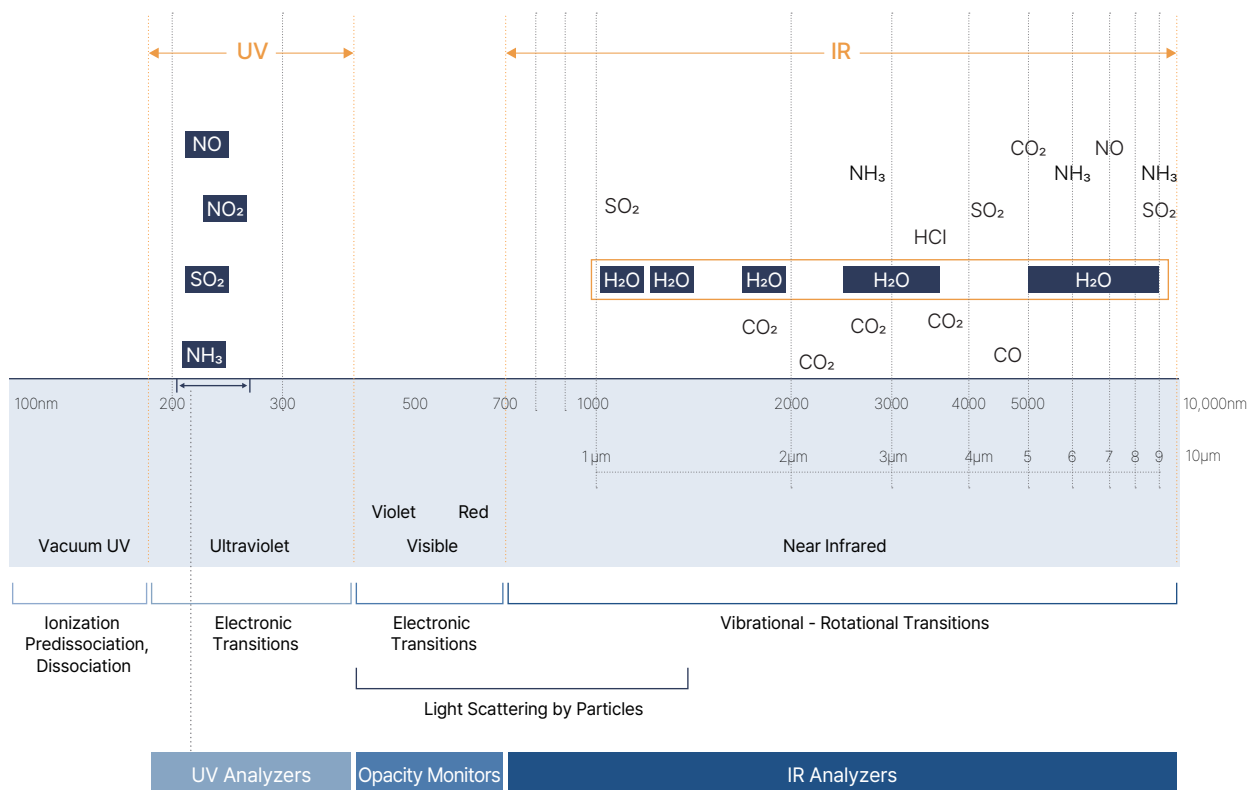 UV
IR
NO
CO₂
NO
NH₃
NH₃
NH₃
NO₂
SO₂
SO₂
SO₂
HCl
SO₂
H₂O
H₂O
H₂O
H₂O
H₂O
CO₂
CO₂
CO₂
NH₃
CO₂
CO
100nm
200
300
500
700
1000
2000
3000
4000
5000
10,000nm
1 µm
2µm
3µm
4µm
5
6
7
8
9
10µm
Violet
Red
Vacuum UV
Ultraviolet
Visible
Near Infrared
Ionization
Predissociation,
Dissociation
Electronic
Transitions
Electronic
Transitions
Vibrational - Rotational Transitions
Light Scattering by Particles
UV Analyzers
Opacity Monitors
IR Analyzers